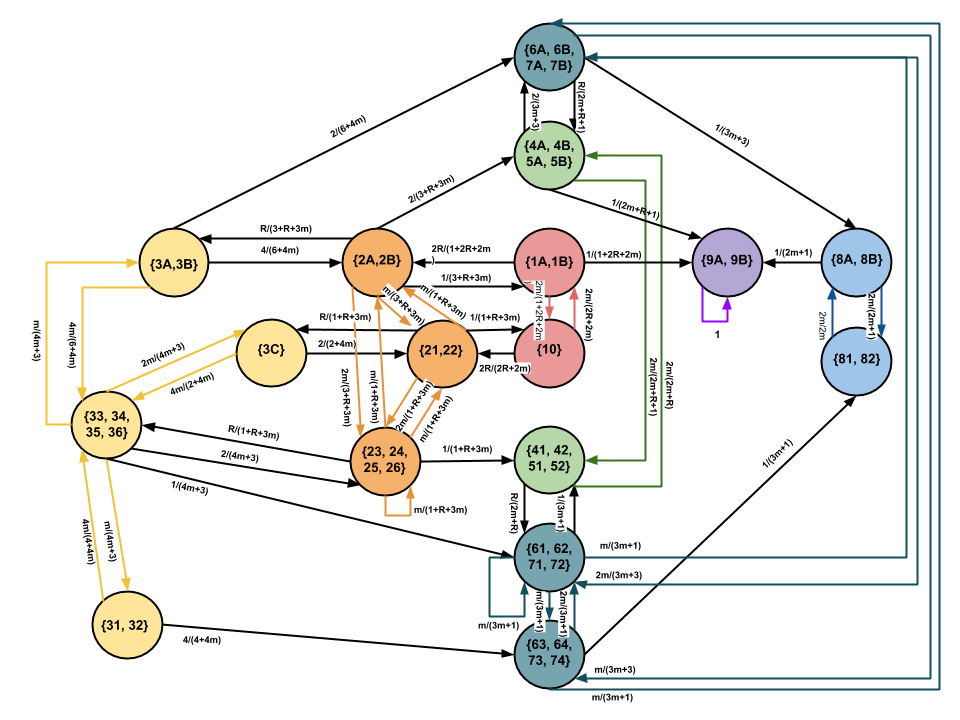 {6A, 6B,
7A, 7B}
2/(6+4m)
2/(3m+3)
R/(2m+R+1)
1/(3m+3)
{4A, 4B,
5A, 5B}
2/(3+R+3m)
1/(2m+R+1)
{3A,3B}
R/(3+R+3m)
4/(6+4m)
{2A,2B}
2R/(1+2R+2m
)
1/(3+R+3m)
{1A,1B}
1/(1+2R+2m)
{9A, 9B}
1/(2m+1)
{8A, 8B}
m/(4m+3)
4m/(6+4m)
m/(3+R+3m)
m/(1+R+3m)
2m/(1+2R+2m
)
2m/(2R+2m)
1
2m/2m
2m/(2m+1)
{3C}
R/(1+R+3m)
2/(2+4m)
{21,22}
1/(1+R+3m)
2R/(2R+2m)
{10}
{81, 82}
2m/(4m+3)
4m/(2+4m)
2m/(3+R+3m)
m/(1+R+3m)
2m/(1+R+3m)
m/(1+R+3m)
2m/(2m+R+1)
2m/(2m+R)
{33, 34,
35, 36}
R/(1+R+3m)
2/(4m+3)
1/(4m+3)
{23, 24,
25, 26}
1/(1+R+3m)
m/(1+R+3m)
{41, 42,
51, 52}
1/(3m+1)
R/(2m+R)
1/(3m+1)
4m/(4+4m)
m/(4m+3)
{61, 62,
71, 72}
m/(3m+1)
2m/(3m+3)
m/(3m+1)
m/(3m+1)
2m/(3m+1)
{31, 32}
4/(4+4m)
{63, 64,
73, 74}
m/(3m+3)
m/(3m+1)